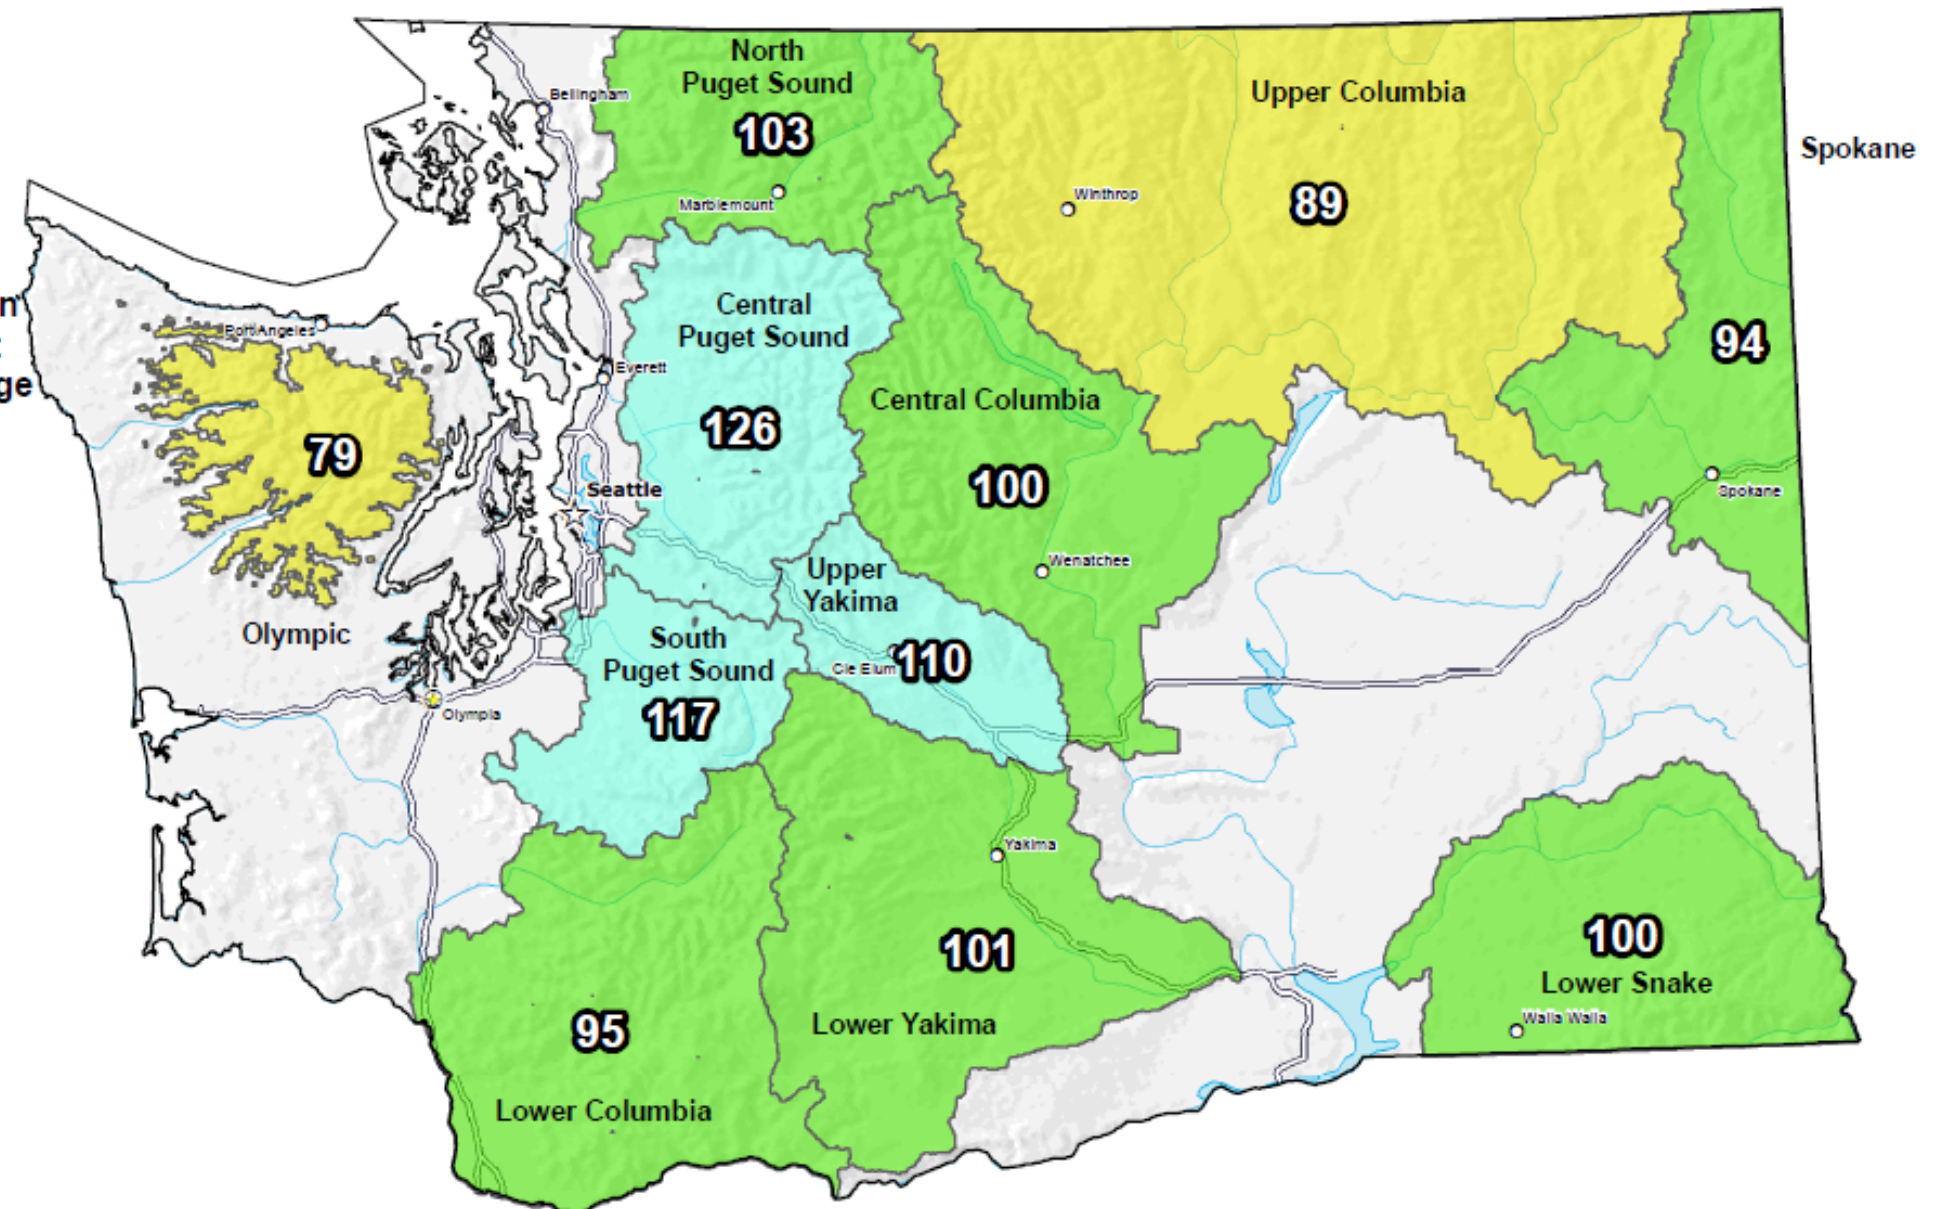 North
Puget Sound
103
Bellingham
Marblemount
Upper Columbia
89
Winthrop
Spokane
94
Spokane
Port Angeles
79
Olympic
Central
Puget Sound
126
Everett
Seattle
Central Columbia
100
Wenatchee
Upper
Yakima
110
Cle Elum
South
Puget Sound
117
Olympia
Yakima
101
Lower Yakima
95
Lower Columbia
100
Lower Snake
Walla Walla